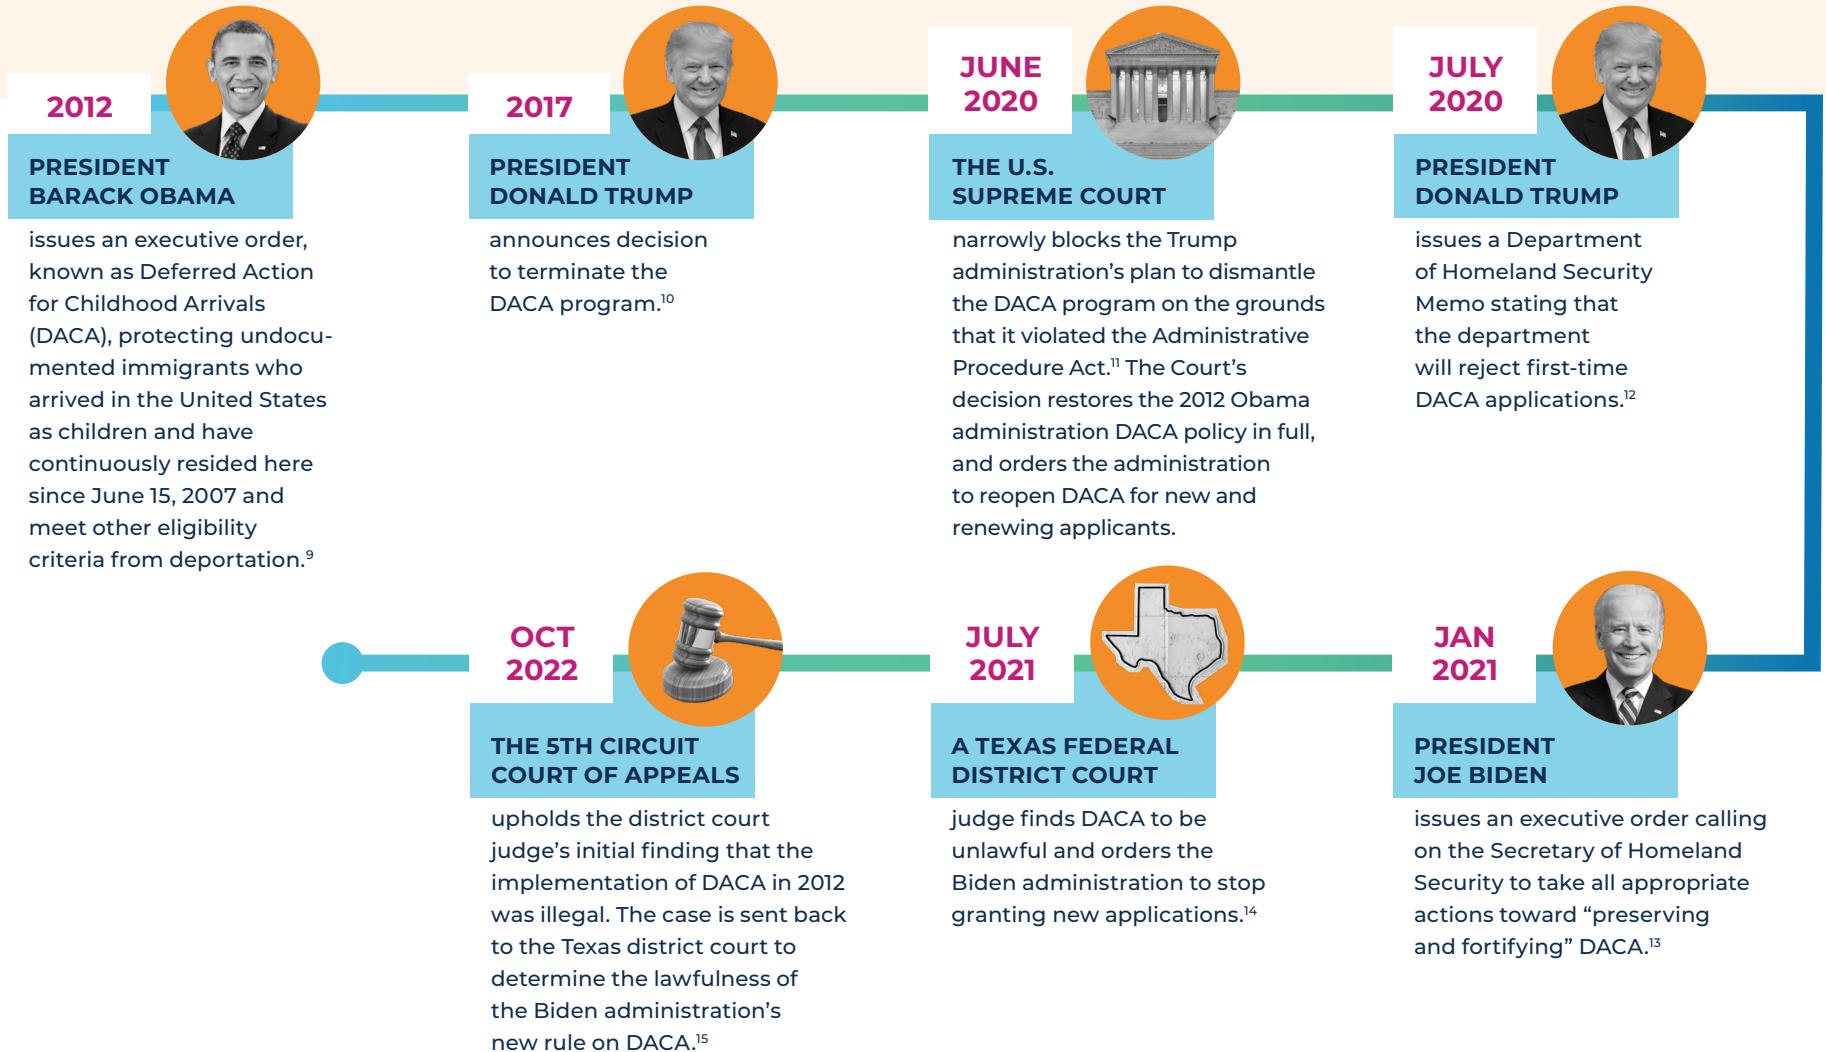 2012
PRESIDENT
BARACK OBAMA
issues an executive order,
known as Deferred Action
for Childhood Arrivals
(DACA), protecting undocu-
mented immigrants who
arrived in the United States
as children and have
continuously resided here
since June 15, 2007 and
meet other eligibility
criteria from deportation.9
2017
PRESIDENT
DONALD TRUMP
announces decision
to terminate the
DACA program.10
JUNE
2020
THE U.S.
SUPREME COURT
narrowly blocks the Trump
administration’s plan to dismantle
the DACA program on the grounds
that it violated the Administrative
Procedure Act.11 The Court’s
decision restores the 2012 Obama
administration DACA policy in full,
and orders the administration
to reopen DACA for new and
renewing applicants.
JULY
2020
PRESIDENT
DONALD TRUMP
issues a Department
of Homeland Security
Memo stating that
the department
will reject first-time
DACA applications.12
JAN
2021
PRESIDENT
JOE BIDEN
issues an executive order calling
on the Secretary of Homeland
Security to take all appropriate
actions toward “preserving
and fortifying” DACA.13
JULY
2021
A TEXAS FEDERAL
DISTRICT COURT
judge finds DACA to be
unlawful and orders the
Biden administration to stop
granting new applications.14
OCT
2022
THE 5TH CIRCUIT
COURT OF APPEALS
upholds the district court
judge’s initial finding that the
implementation of DACA in 2012
was illegal. The case is sent back
to the Texas district court to
determine the lawfulness of
the Biden administration’s
new rule on DACA.15